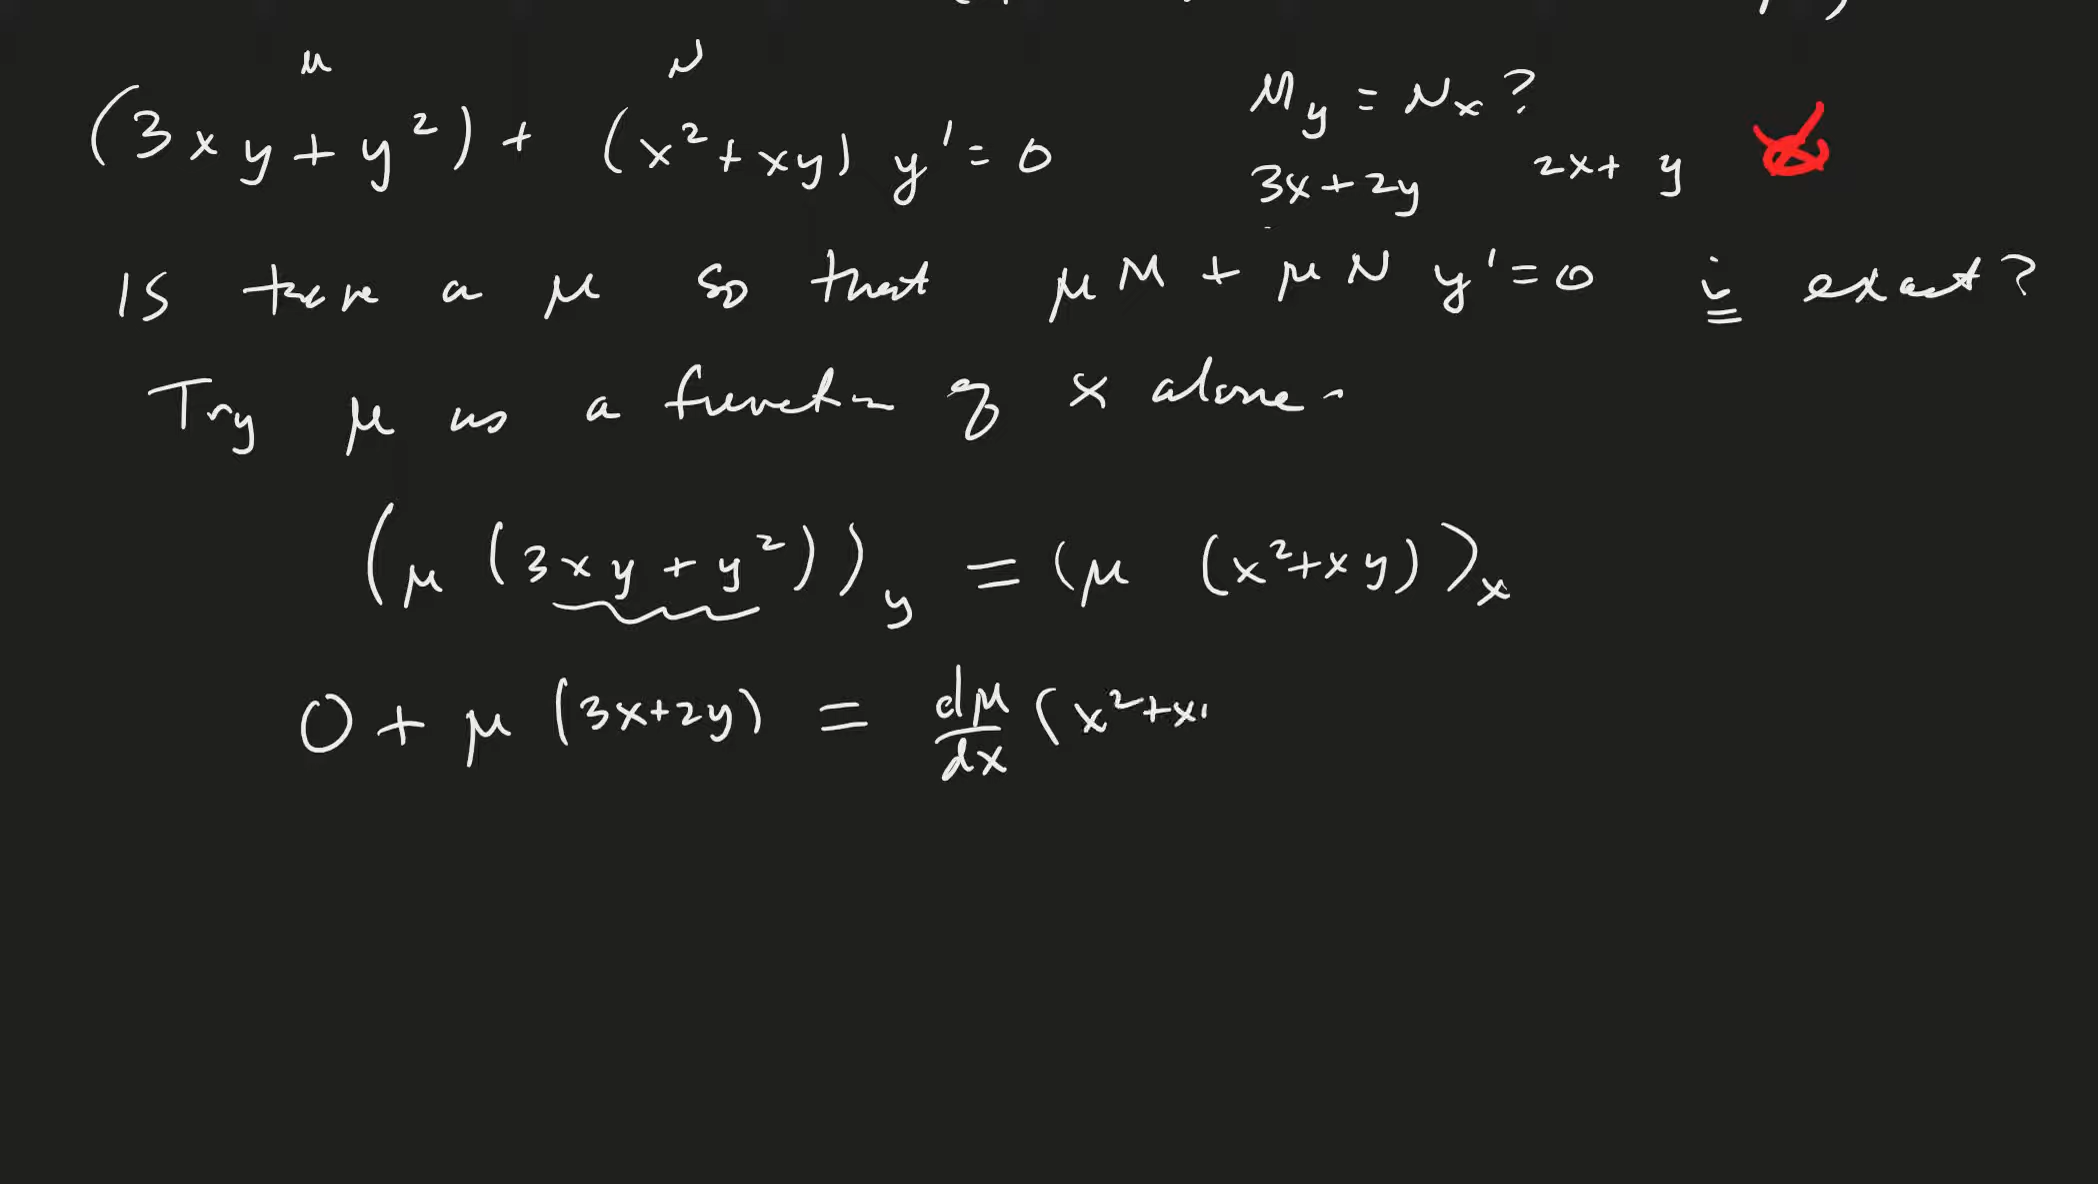 M N
(3xy + y²) + (x² + xy) y' = 0
My = Nx ?
3x + 2y 2x + y
Is there a μ so that μM + μN y' = 0 is exact?
Try μ as a function of x alone.
(μ (3xy + y²))y = (μ (x² + xy))x
0 + μ (3x + 2y) = dμ/dx (x² + x